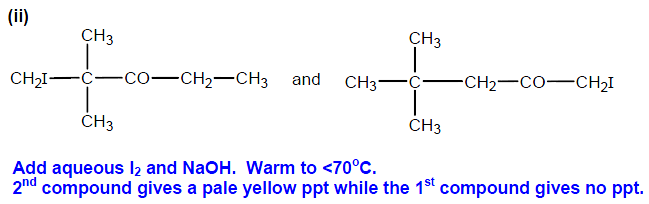 (ii)
CH3 CH3
CH2I—C—CO—CH2—CH3 and CH3—C—CH2—CO—CH2I
CH3 CH3
Add aqueous I2 and NaOH. Warm to <70°C.
2nd compound gives a pale yellow ppt while the 1st compound gives no ppt.